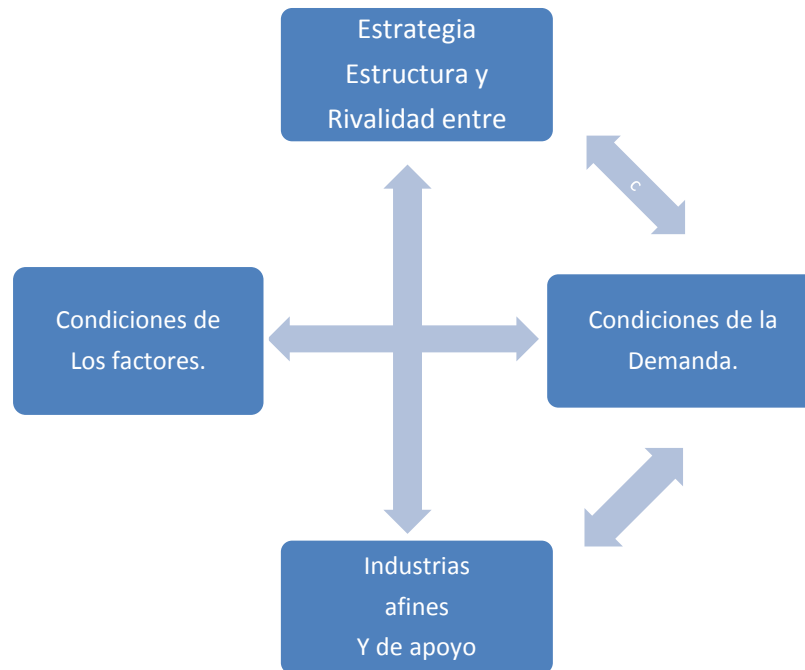 Estrategia
Estructura y
Rivalidad entre
c
Condiciones de
Los factores.
Condiciones de la
Demanda.
Industrias
afines
Y de apoyo